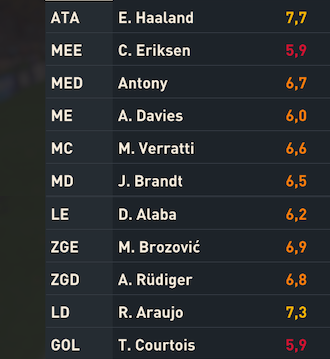 ATA E. Haaland 7,7
MEE C. Eriksen 5,9
MED Antony 6,7
ME A. Davies 6,0
MC M. Verratti 6,6
MD J. Brandt 6,5
LE D. Alaba 6,2
ZGE M. Brozović 6,9
ZGD A. Rüdiger 6,8
LD R. Araujo 7,3
GOL T. Courtois 5,9